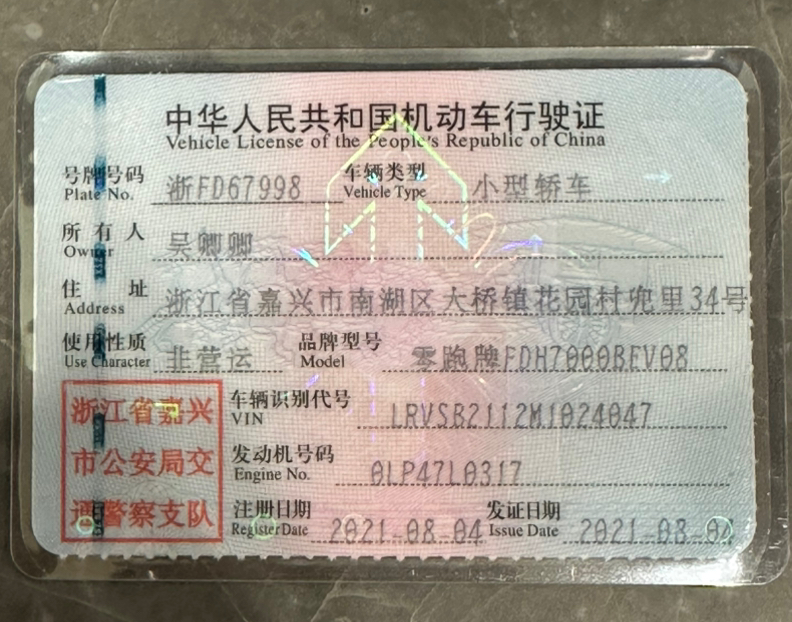 中华人民共和国机动车行驶证
Vehicle License of the People's Republic of China
号牌号码 浙FD67998 车辆类型 小型轿车
Plate No. Vehicle Type
所有人 吴卿卿
Owner
住址 浙江省嘉兴市南湖区大桥镇花园村兜里34号
Address
使用性质 非营运 品牌型号 零跑牌FDH7000BEV08
Use Character Model
浙江省嘉兴
市公安局交
通警察支队
车辆识别代号 LRVSB2112M1024047
VIN
发动机号码 0LP47L0317
Engine No.
注册日期 2021-08-04 发证日期 2021-08-04
Register Date Issue Date